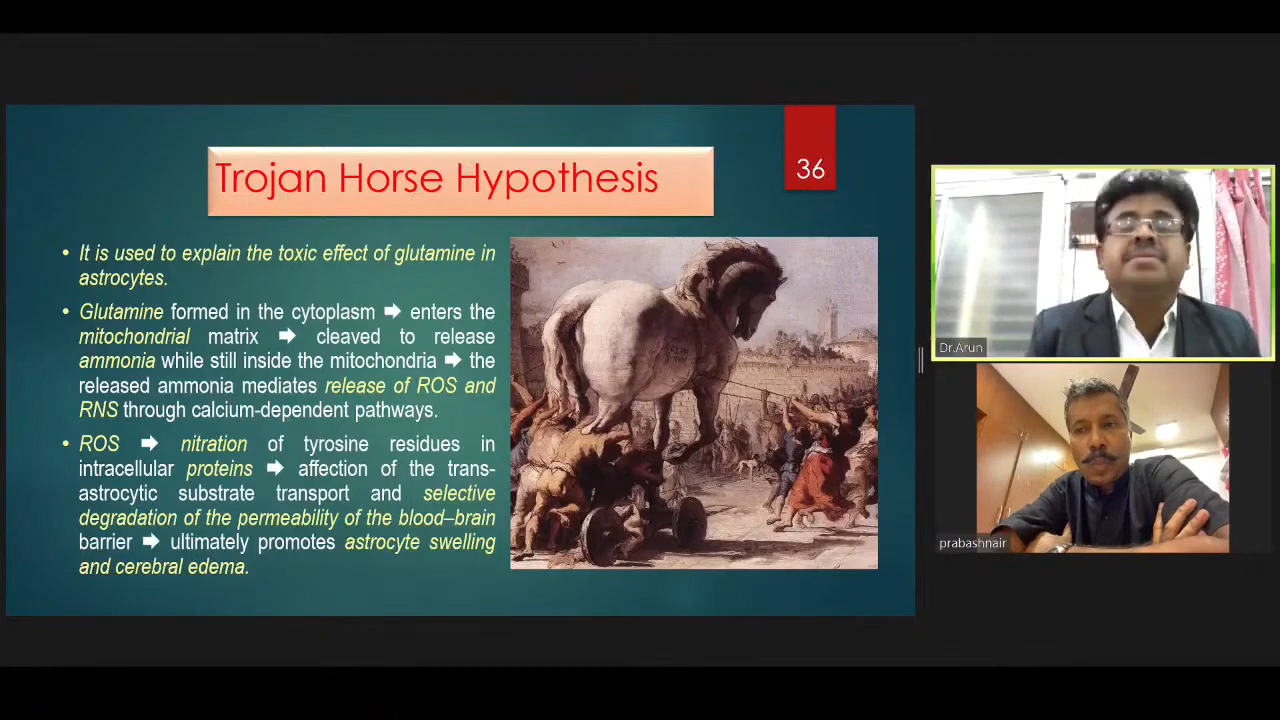 Trojan Horse Hypothesis
36
• It is used to explain the toxic effect of glutamine in
astrocytes.
• Glutamine formed in the cytoplasm 🡆 enters the
mitochondrial matrix 🡆 cleaved to release
ammonia while still inside the mitochondria 🡆 the
released ammonia mediates release of ROS and
RNS through calcium-dependent pathways.
• ROS 🡆 nitration of tyrosine residues in
intracellular proteins 🡆 affection of the trans-
astrocytic substrate transport and selective
degradation of the permeability of the blood–brain
barrier 🡆 ultimately promotes astrocyte swelling
and cerebral edema.
Dr.Arun
prabashnair